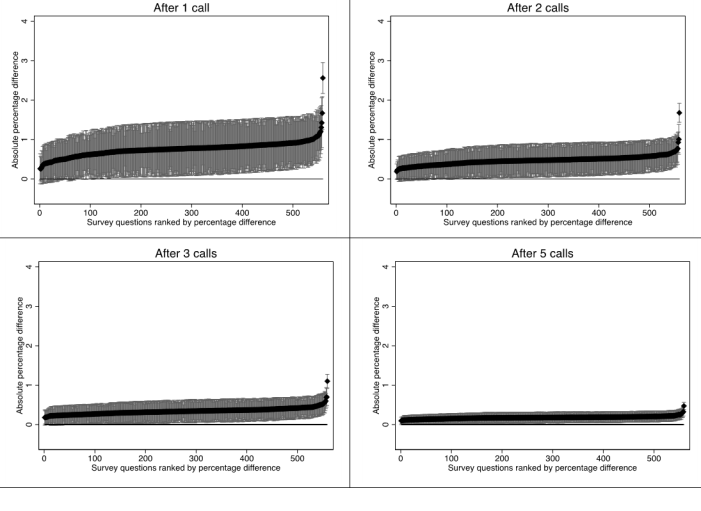 After 1 call
Absolute percentage difference
4
3
2
1
0
0 100 200 300 400 500
Survey questions ranked by percentage difference
After 2 calls
Absolute percentage difference
4
3
2
1
0
0 100 200 300 400 500
Survey questions ranked by percentage difference
After 3 calls
Absolute percentage difference
4
3
2
1
0
0 100 200 300 400 500
Survey questions ranked by percentage difference
After 5 calls
Absolute percentage difference
4
3
2
1
0
0 100 200 300 400 500
Survey questions ranked by percentage difference